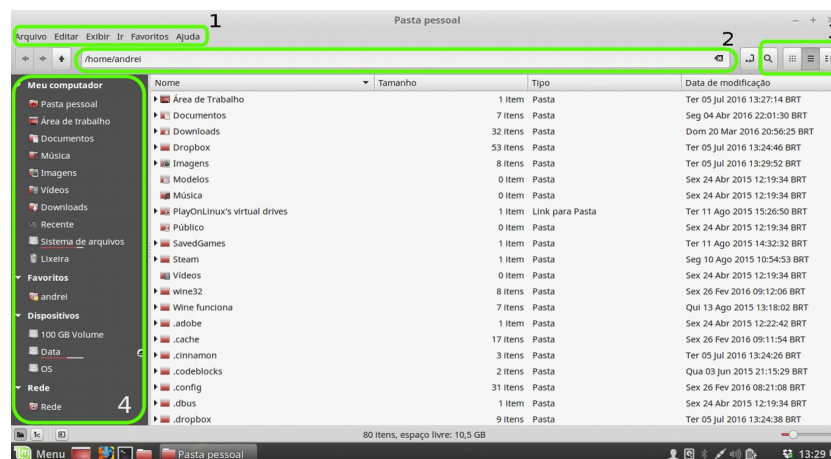 Pasta pessoal
1
Arquivo Editar Exibir Ir Favoritos Ajuda
2
/home/andrei
Meu computador
Pasta pessoal
Área de trabalho
Documentos
Música
Imagens
Vídeos
Downloads
Recente
Sistema de arquivos
Lixeira
Favoritos
andrei
Dispositivos
100 GB Volume
Data
OS
Rede
Rede
4
Nome Tamanho Tipo Data de modificação
Área de Trabalho 1 item Pasta Ter 05 Jul 2016 13:27:14 BRT
Documentos 7 itens Pasta Seg 04 Abr 2016 22:01:30 BRT
Downloads 32 itens Pasta Dom 20 Mar 2016 20:56:25 BRT
Dropbox 53 itens Pasta Ter 05 Jul 2016 13:24:46 BRT
Imagens 8 itens Pasta Ter 05 Jul 2016 13:29:52 BRT
Modelos 0 item Pasta Sex 24 Abr 2015 12:19:34 BRT
Música 0 item Pasta Sex 24 Abr 2015 12:19:34 BRT
PlayOnLinux's virtual drives 1 item Link para Pasta Ter 11 Ago 2015 15:26:50 BRT
Público 0 item Pasta Sex 24 Abr 2015 12:19:34 BRT
SavedGames 1 item Pasta Ter 11 Ago 2015 14:32:32 BRT
Steam 1 item Pasta Seg 10 Ago 2015 10:54:53 BRT
Vídeos 0 item Pasta Sex 24 Abr 2015 12:19:34 BRT
wine32 8 itens Pasta Sex 26 Fev 2016 09:12:06 BRT
Wine funciona 7 itens Pasta Qui 13 Ago 2015 13:18:02 BRT
.adobe 1 item Pasta Sex 24 Abr 2015 12:22:42 BRT
.cache 17 itens Pasta Sex 26 Fev 2016 09:11:54 BRT
.cinnamon 3 itens Pasta Ter 05 Jul 2016 13:24:26 BRT
.codeblocks 2 itens Pasta Qua 03 Jun 2015 21:15:29 BRT
.config 31 itens Pasta Sex 26 Fev 2016 08:21:08 BRT
.dbus 1 item Pasta Sex 24 Abr 2015 12:19:34 BRT
.dropbox 9 itens Pasta Ter 05 Jul 2016 13:24:38 BRT
80 itens, espaço livre: 10,5 GB
Menu Pasta pessoal 13:29